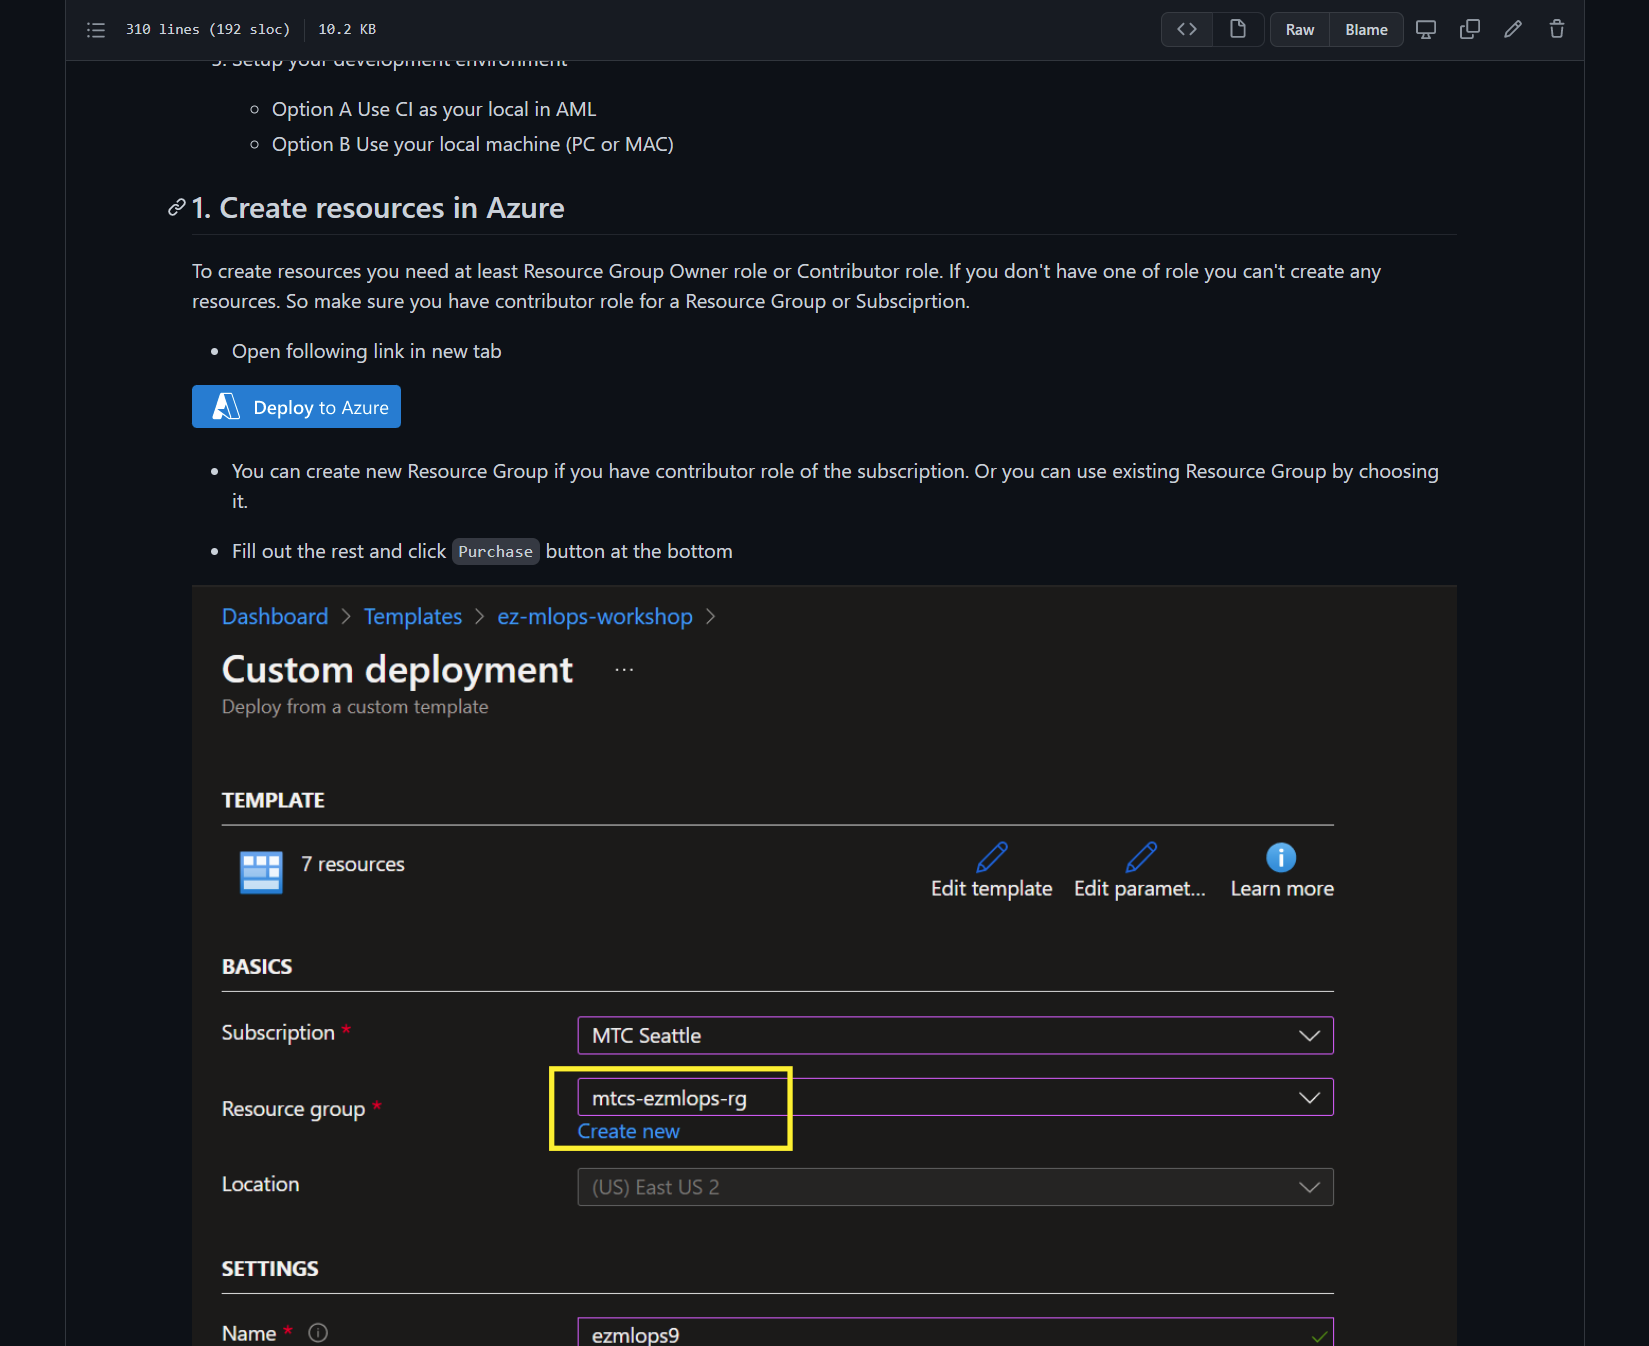 310 lines (192 sloc) 10.2 KB Raw Blame
Setup your development environment
Option A Use CI as your local in AML
Option B Use your local machine (PC or MAC)
1. Create resources in Azure
To create resources you need at least Resource Group Owner role or Contributor role. If you don't have one of role you can't create any
resources. So make sure you have contributor role for a Resource Group or Subsciprtion.
Open following link in new tab
Deploy to Azure
You can create new Resource Group if you have contributor role of the subscription. Or you can use existing Resource Group by choosing
it.
Fill out the rest and click Purchase button at the bottom
Dashboard > Templates > ez-mlops-workshop >
Custom deployment ...
Deploy from a custom template
TEMPLATE
7 resources
Edit template Edit paramet... Learn more
BASICS
Subscription * MTC Seattle
Resource group * mtcs-ezmlops-rg
Create new
Location (US) East US 2
SETTINGS
Name * ezmlops9